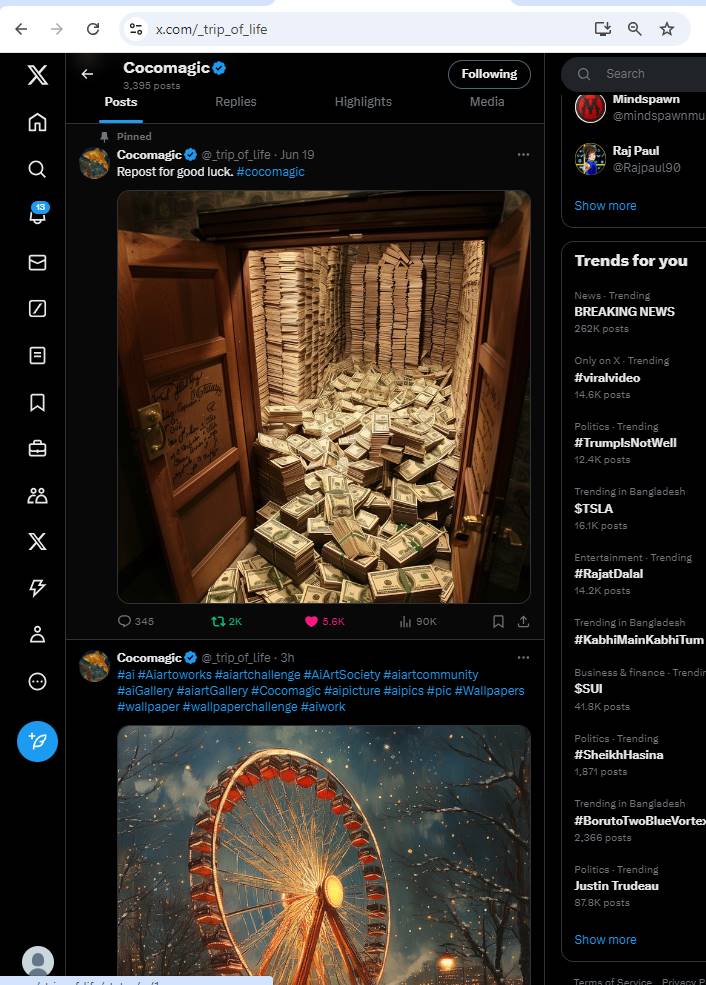 x.com/_trip_of_life
Cocomagic
3,395 posts
Following
Posts
Replies
Highlights
Media
Pinned
Cocomagic @_trip_of_life · Jun 19
Repost for good luck. #cocomagic
345
2K
5.6K
90K
Cocomagic @_trip_of_life · 3h
#ai #Aiartoworks #aiartchallenge #AiArtSociety #aiartcommunity
#aiGallery #aiartGallery #Cocomagic #aipicture #aipics #pic #Wallpapers
#wallpaper #wallpaperchallenge #aiwork
13
Search
Mindspawn
@mindspawnmu
Raj Paul
@Rajpaul90
Show more
Trends for you
News · Trending
BREAKING NEWS
262K posts
Only on X · Trending
#viralvideo
14.6K posts
Politics · Trending
#TrumpIsNotWell
12.4K posts
Trending in Bangladesh
$TSLA
16.1K posts
Entertainment · Trending
#RajatDalal
14.2K posts
Trending in Bangladesh
#KabhiMainKabhiTum
Business & finance · Trendin
$SUI
41.8K posts
Politics · Trending
#SheikhHasina
1,871 posts
Trending in Bangladesh
#BorutoTwoBlueVortex
2,366 posts
Politics · Trending
Justin Trudeau
87.8K posts
Show more
Terms of Service
Privacy P